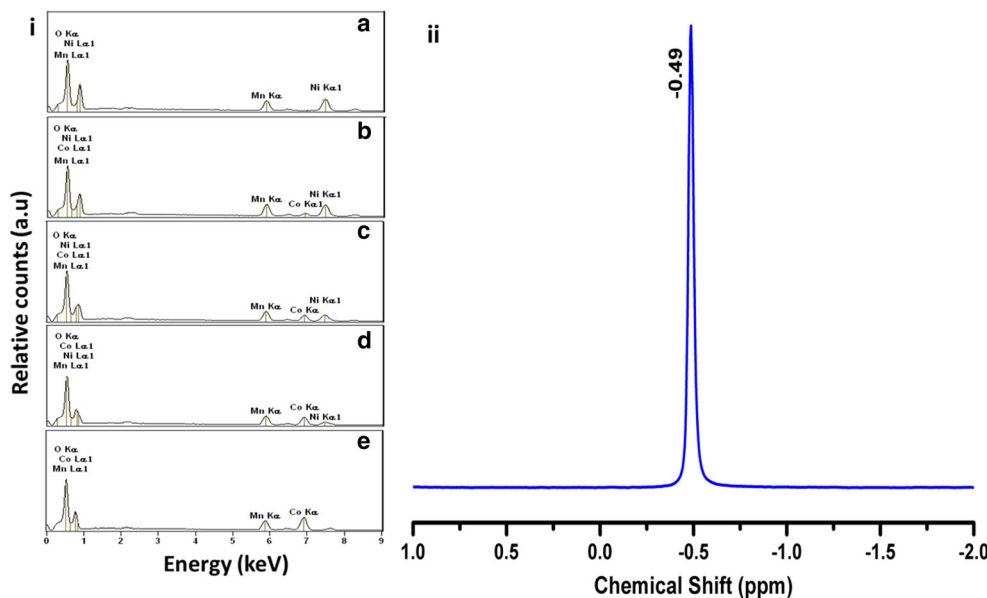 i
a
O Kα
Ni Lα1
Mn Lα1
Mn Kα
Ni Kα1
b
O Kα
Ni Lα1
Co Lα1
Mn Lα1
Mn Kα
Co Kα1
Ni Kα1
c
O Kα
Ni Lα1
Co Lα1
Mn Lα1
Mn Kα
Co Kα
Ni Kα1
d
O Kα
Co Lα1
Ni Lα1
Mn Lα1
Mn Kα
Co Kα
Ni Kα1
e
O Kα
Co Lα1
Mn Lα1
Mn Kα
Co Kα
0 1 2 3 4 5 6 7 8 9
Relative counts (a.u)
Energy (keV)
ii
-0.49
1.0 0.5 0.0 -0.5 -1.0 -1.5 -2.0
Chemical Shift (ppm)